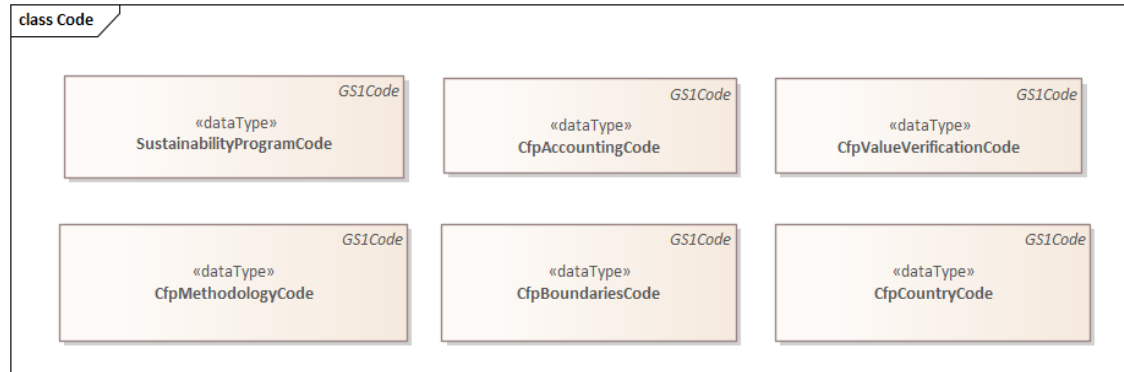 class Code
GS1Code
«dataType»
SustainabilityProgramCode
GS1Code
«dataType»
CfpAccountingCode
GS1Code
«dataType»
CfpValueVerificationCode
GS1Code
«dataType»
CfpMethodologyCode
GS1Code
«dataType»
CfpBoundariesCode
GS1Code
«dataType»
CfpCountryCode